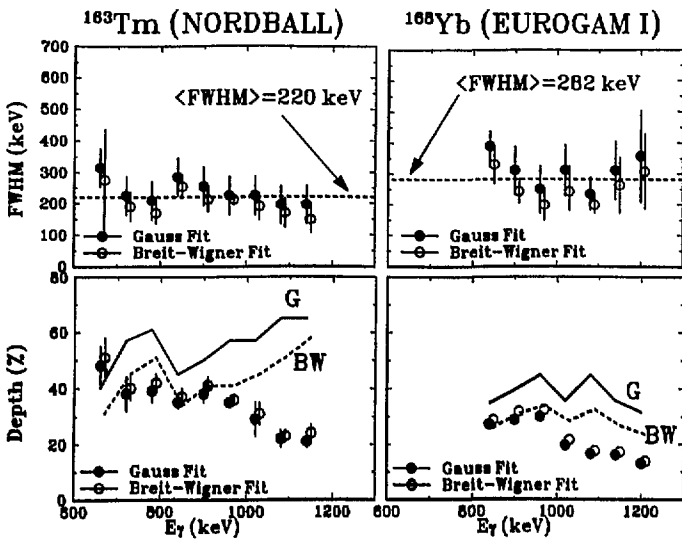 ¹⁶³Tm (NORDBALL)
¹⁶⁸Yb (EUROGAM I)
700
600
500
400
300
200
100
0
FWHM (keV)
⟨FWHM⟩=220 keV
⟨FWHM⟩=282 keV
Gauss Fit
Breit-Wigner Fit
Gauss Fit
Breit-Wigner Fit
80
60
40
20
0
Depth (%)
G
BW
G
BW
Gauss Fit
Breit-Wigner Fit
Gauss Fit
Breit-Wigner Fit
600 800 1000 1200
600 800 1000 1200
Eγ (keV)
Eγ (keV)